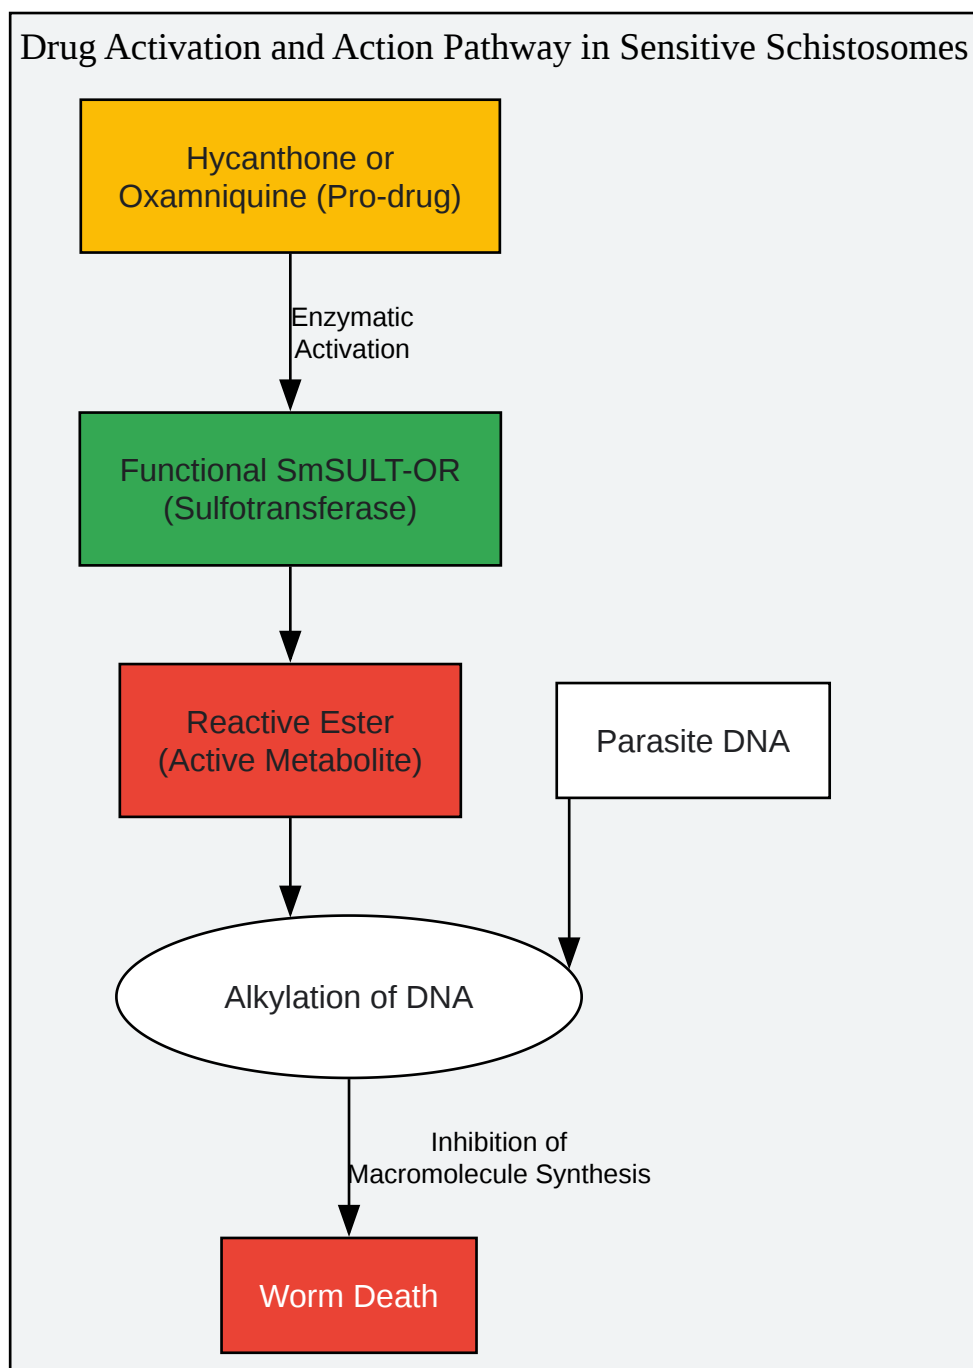 Drug Activation and Action Pathway in Sensitive Schistosomes
Hycanthone or
Oxamniquine (Pro-drug)
Enzymatic
Activation
Functional SmSULT-OR
(Sulfotransferase)
Reactive Ester
(Active Metabolite)
Parasite DNA
Alkylation of DNA
Inhibition of
Macromolecule Synthesis
Worm Death